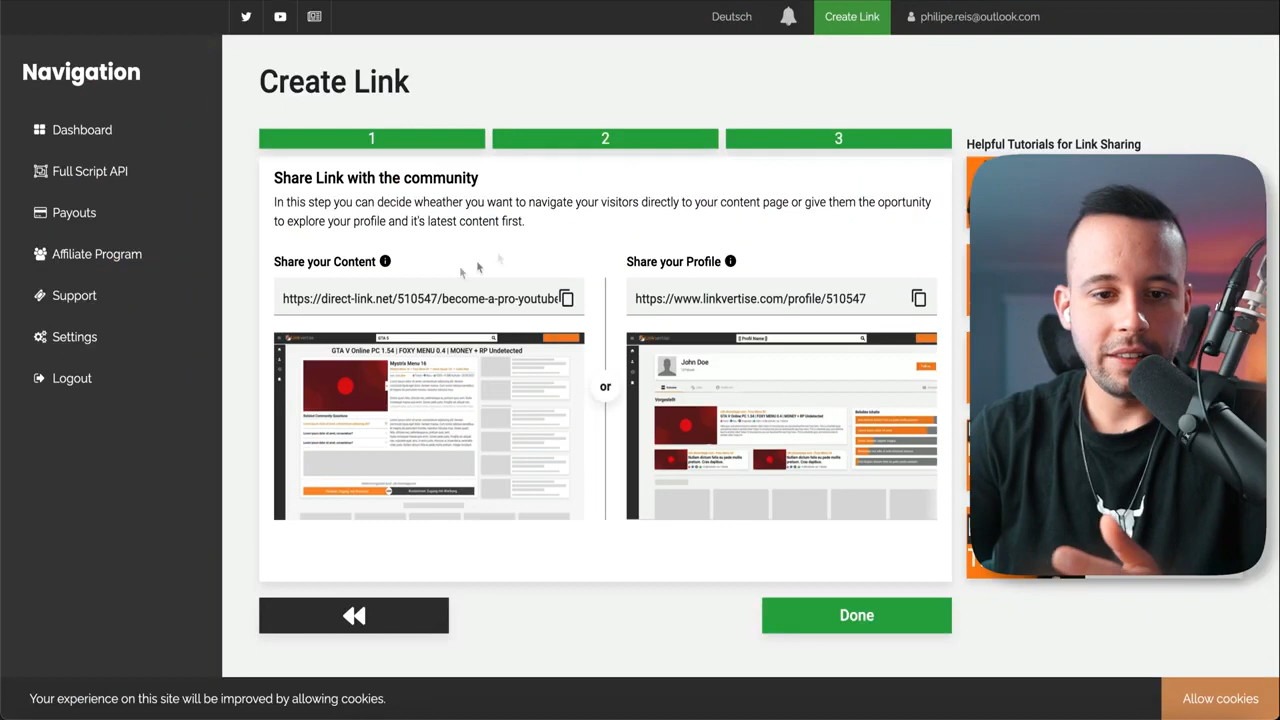 Deutsch
Create Link
philipe.reis@outlook.com
Navigation
Dashboard
Full Script API
Payouts
Affiliate Program
Support
Settings
Logout
Create Link
1
2
3
Share Link with the community
In this step you can decide wheather you want to navigate your visitors directly to your content page or give them the oportunity
to explore your profile and it's latest content first.
Share your Content
https://direct-link.net/510547/become-a-pro-youtube
GTA V Online PC 1.54 | FOXY MENU 0.4 | MONEY + RP Undetected
Mystrix Menu 16
or
Share your Profile
https://www.linkvertise.com/profile/510547
John Doe
Helpful Tutorials for Link Sharing
Done
Your experience on this site will be improved by allowing cookies.
Allow cookies